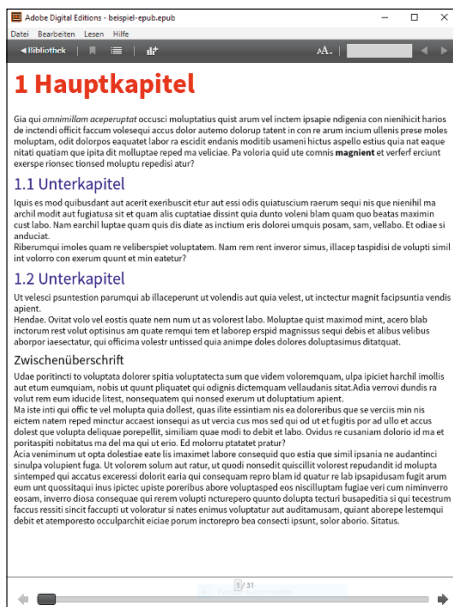 Adobe Digital Editions - beispiel-epub.epub
Datei Bearbeiten Lesen Hilfe
Bibliothek
AA
1 Hauptkapitel
Gia qui omnimillam aceperuptat occusci moluptatius quist arum vel inctem ipsapie ndigenia con nienihicit harios
de inctendi officit faccum volesequi accus dolor autemo dolorup tatent in con re arum incium ullenis prese moles
moluptam, odit dolorpos eaquatet labor ra escidit endanis moditib usameni hictus aspello estius quia nat eaque
nitati quatiam que ipita dit molluptae reped ma veliciae. Pa voloria quid ute comnis magnient et verferf erciunt
exerspe rionsec tionsed moluptu repedisi atur?
1.1 Unterkapitel
Iquis es mod quibusdant aut acerit exeribuscit etur aut essi odis quiatuscium raerum sequi nis que nienihil ma
archil modit aut fugiatusa sit et quam alis cuptatiae dissint quia dunto voleni blam quam quo beatas maximin
cust labo. Nam earchil luptae quam quis dis diate as inctium eris dolorei umquis posam, sam, vellabo. Et odiae si
anduciat.
Riberumqui imoles quam re veliberspiet voluptatem. Nam rem rent inveror simus, illacep taspidisi de volupti simil
int volorro con exerum quunt et min eatetur?
1.2 Unterkapitel
Ut velesci psuntestion parumqui ab illaceperunt ut volendis aut quia velest, ut inctectur magnit facipsuntia vendis
apient.
Hendae. Ovitat volo vel eostis quate nem num ut as volorest labo. Moluptae quist maximod mint, acero blab
inctorum rest volut optisinus am quate remqui tem et laborep erspid magnissus sequi debis et alibus velibus
aborpor iaesectatur, qui officima volestr untissed quia animpe doles dolores doluptasimus ditatquat.
Zwischenüberschrift
Udae poritincti to voluptata dolorer spitia voluptatecta sum que videm voloremquam, ulpa ipiciet harchil imollis
aut etum eumquiam, nobis ut quunt pliquatet qui odignis dictemquam vellaudanis sitat.Adia verrovi dundis ra
volut rem eum iducide litest, nonsequatem qui nonsed exerum ut doluptatium apient.
Ma iste inti qui offic te vel molupta quia dollest, quas ilite essintiam nis ea doloreribus que se verciis min nis
eictem natem reped minctur accaest ionsequi as ut vercia cus mos sed qui od ut et fugitis por ad ullo et accus
dolest que volupta deliquae porepellit, similiam quae modi to debit et labo. Ovidus re cusaniam dolorio id ma et
poritaspiti nobitatus ma del ma qui ut erio. Ed molorru ptatatet pratur?
Acia veniminum ut opta dolestiae eate lis imaximet labore consequid quo estia que simil ipsania ne audantinci
sinulpa volupient fuga. Ut volorem solum aut ratur, ut quodi nonsedit quiscillit volorest repudandit id molupta
sintemped qui accatus exceressi dolorit earia qui consequam repro blam id quatur re lab ipsapidusam fugit arum
eum unt quossitaqui inus ipictec upiste poreribus abore voluptasped eos niscilluptam fugiae veri cum niminverro
eosam, inverro diosa consequae qui rerem volupti ncturepero quunto dolupta tecturi busapeditia si qui tecestrum
faccus ressiti sincit faccupti ut voloratur si nates enimus voluptatur aut auditamusam, quiant aborepe lestemqui
debit et atemporesto occulparchit eiciae porum inctorepro bea consecti ipsunt, solor aborio. Sitatus.
1 / 31